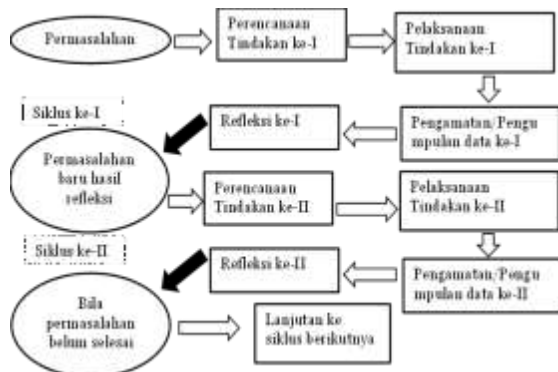 Permasalahan
Perencanaan
Tindakan ke-I
Pelaksanaan
Tindakan ke-I
Siklus ke-I
Refleksi ke-I
Pengamatan/Pengu
mpulan data ke-I
Permasalahan
baru hasil
refleksi
Perencanaan
Tindakan ke-II
Pelaksanaan
Tindakan ke-II
Siklus ke-II
Refleksi ke-II
Pengamatan/Pengu
mpulan data ke-II
Bila
permasalahan
belum selesai
Lanjutan ke
siklus berikutnya